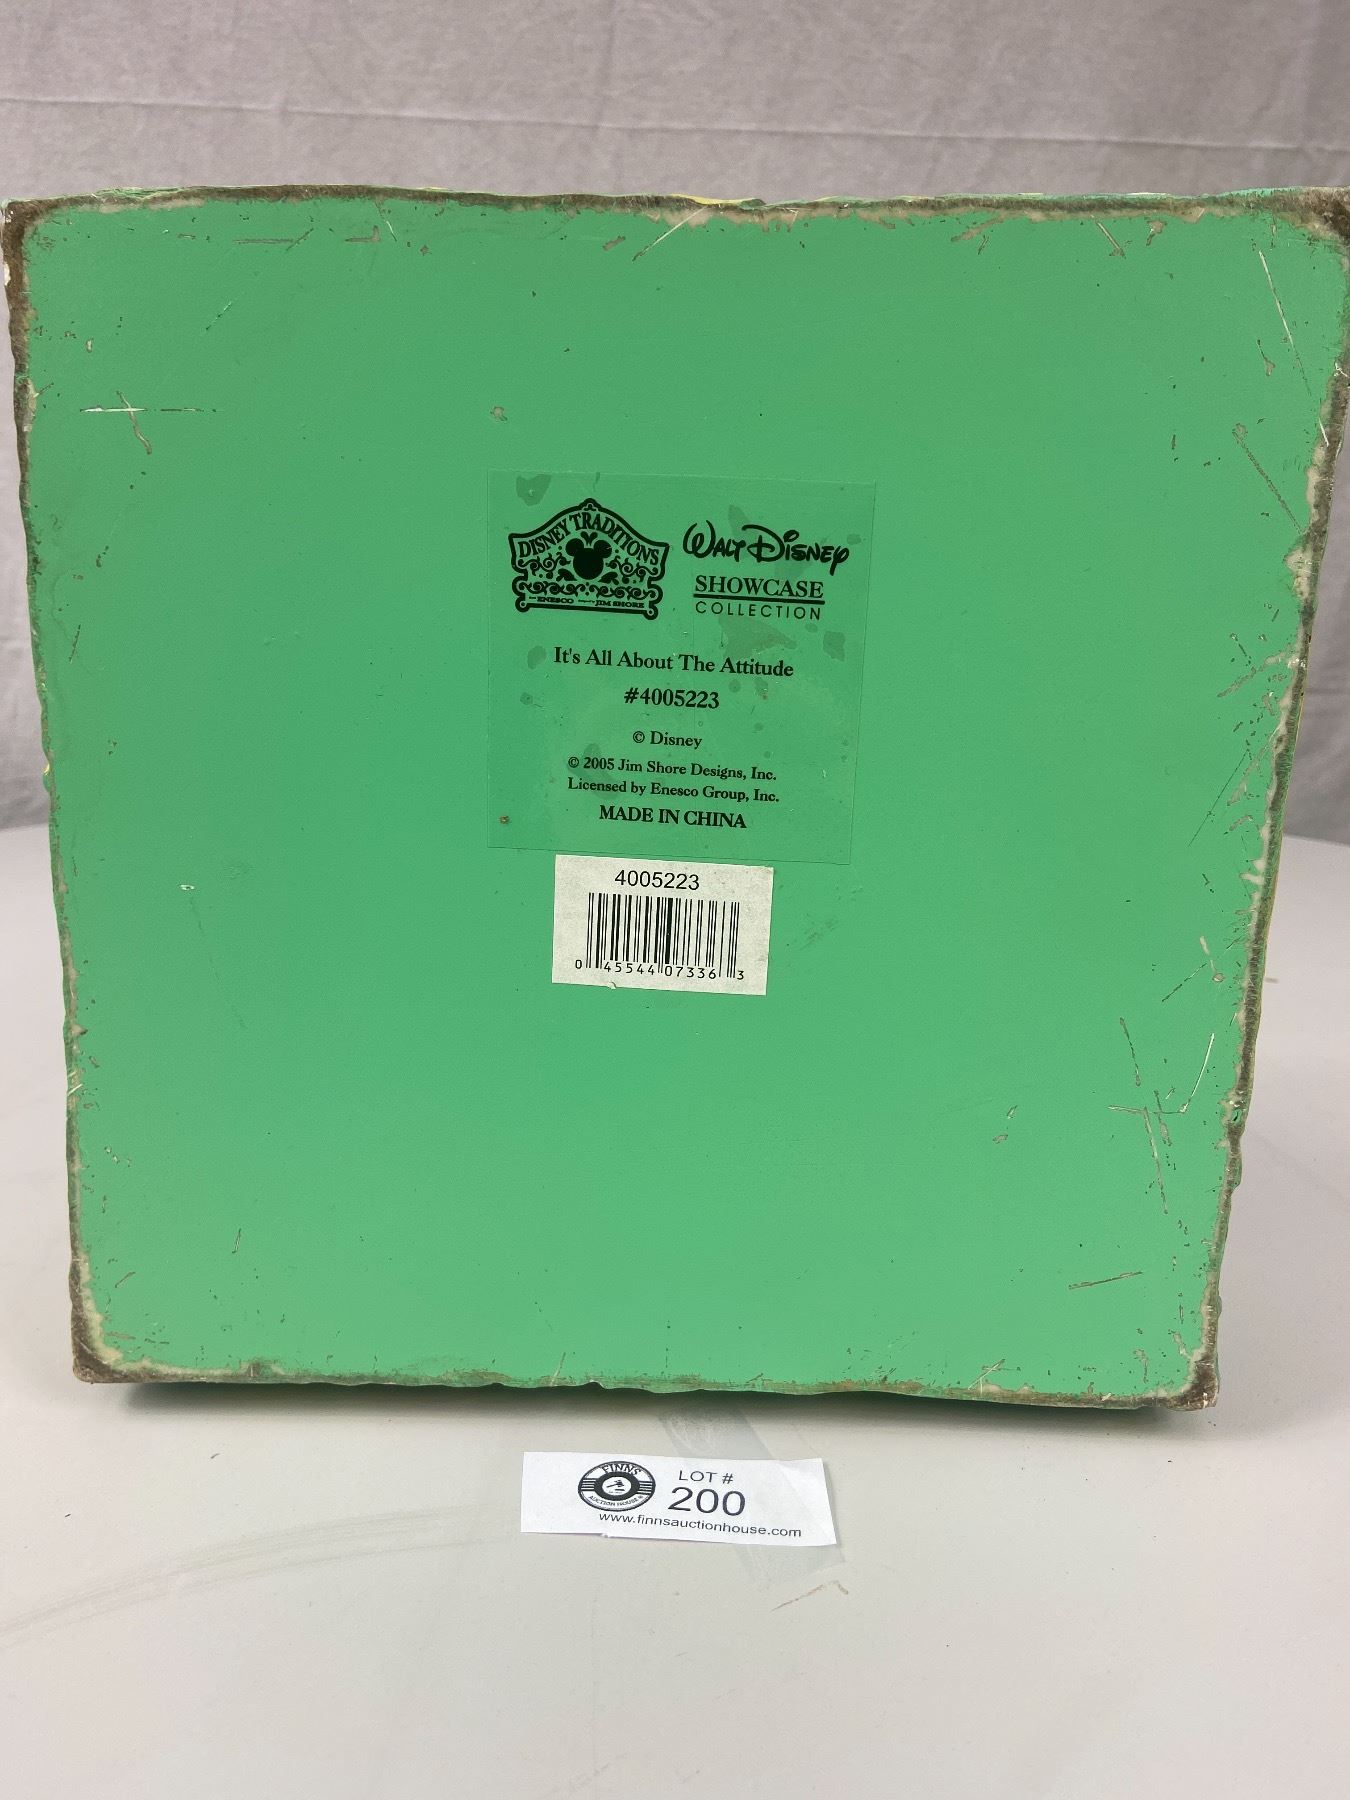 DISNEY TRADITIONS
ENESCO JIM SHORE
WALT DISNEY
SHOWCASE
COLLECTION
It's All About The Attitude
#4005223
© Disney
© 2005 Jim Shore Designs, Inc.
Licensed by Enesco Group, Inc.
MADE IN CHINA
4005223
0 45544 07336 3
FINNS
AUCTION HOUSE
LOT #
200
www.finnsauctionhouse.com